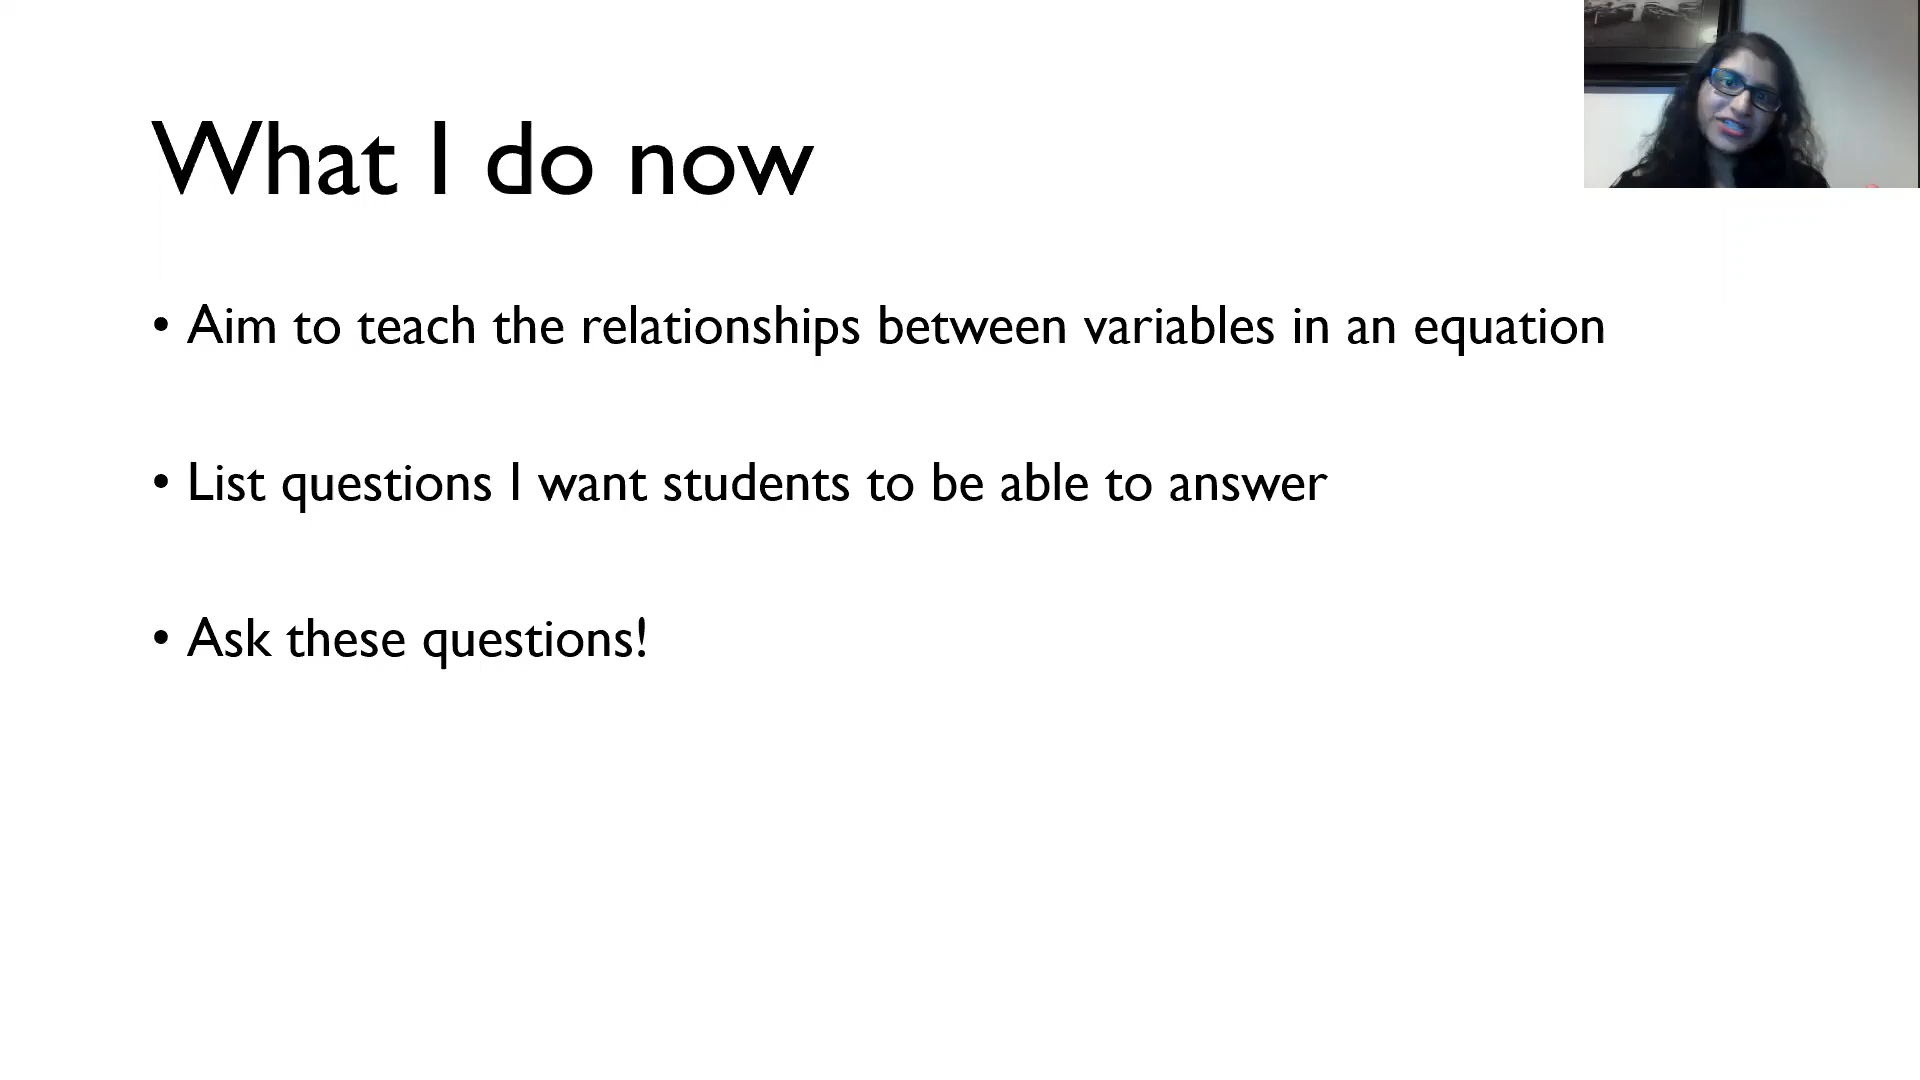 What I do now
• Aim to teach the relationships between variables in an equation
• List questions I want students to be able to answer
• Ask these questions!